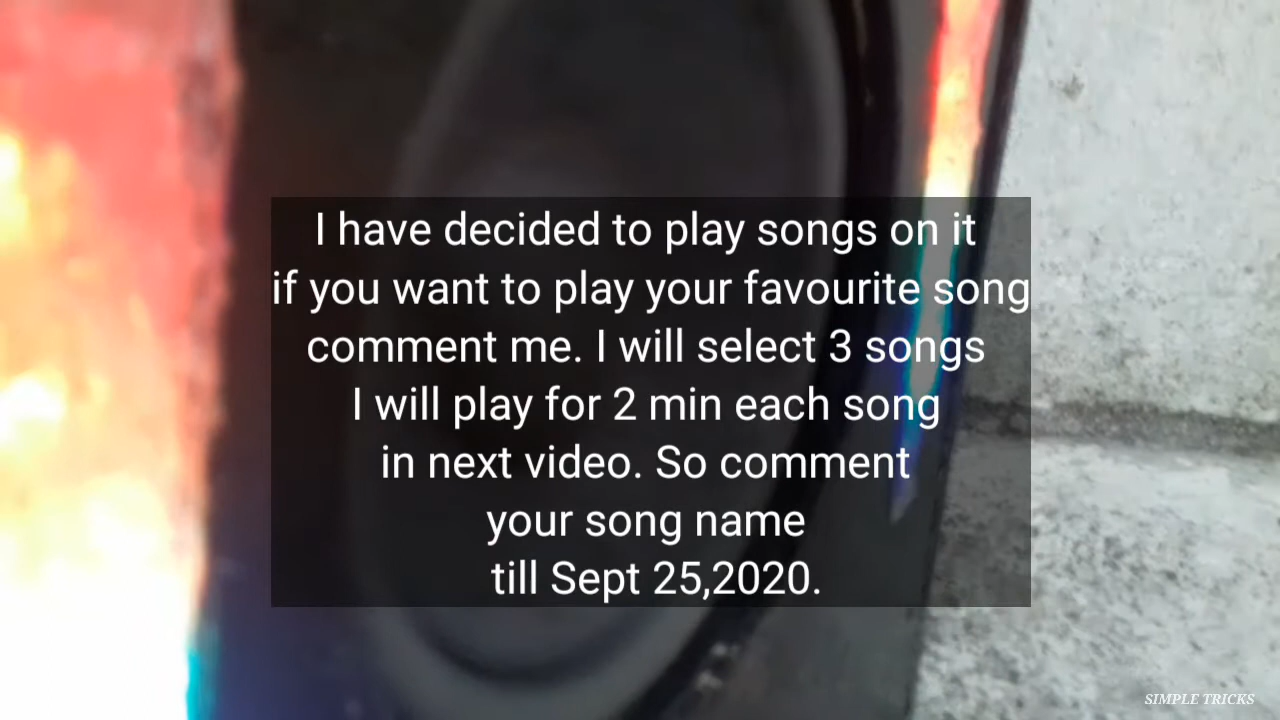 I have decided to play songs on it
if you want to play your favourite song
comment me. I will select 3 songs
I will play for 2 min each song
in next video. So comment
your song name
till Sept 25,2020.
SIMPLE TRICKS